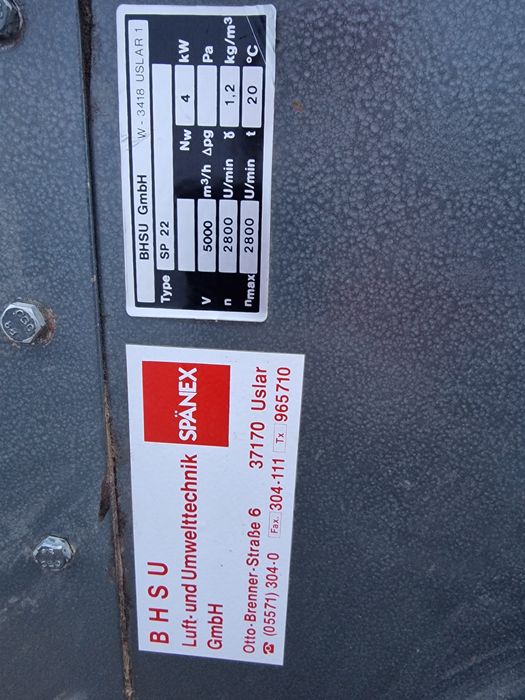 BHSU GmbH W - 3418 USLAR 1
Type SP 22
Nw 4 kW
V 5000 m³/h Δpg Pa
n 2800 U/min ɣ 1,2 kg/m³
nmax 2800 U/min t 20 °C
BHSU
Luft- und Umwelttechnik
GmbH
SPÄNEX
Otto-Brenner-Straße 6 37170 Uslar
☎ (05571) 304-0 Fax. 304-111 Tx 965710